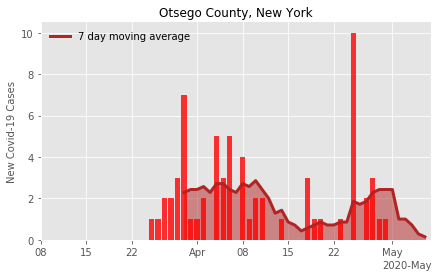 Otsego County, New York
7 day moving average
New Covid-19 Cases
10
8
6
4
2
0
08
15
22
Apr
08
15
22
May
2020-May